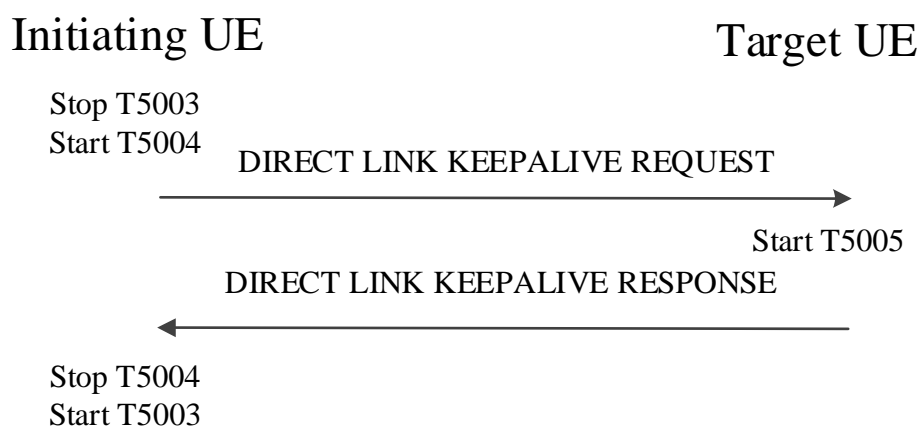 Initiating UE
Target UE
Stop T5003
Start T5004
DIRECT LINK KEEPALIVE REQUEST
Start T5005
DIRECT LINK KEEPALIVE RESPONSE
Stop T5004
Start T5003